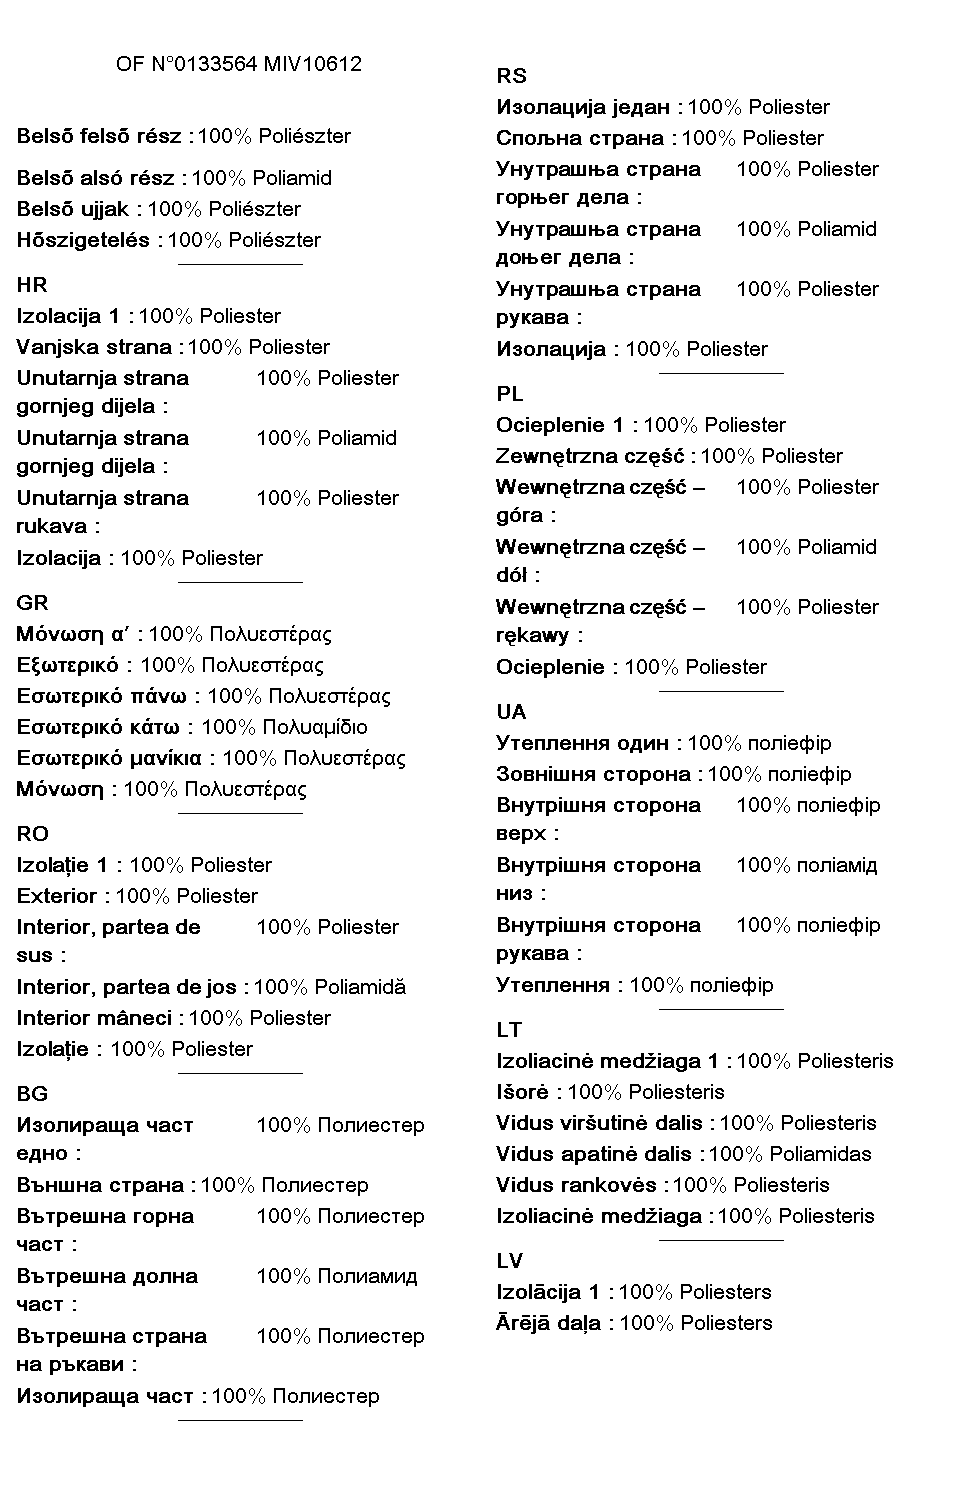 OF N°0133564 MIV10612
Belsõ felsõ rész : 100% Poliészter
Belsõ alsó rész : 100% Poliamid
Belsõ ujjak : 100% Poliészter
Hõszigetelés : 100% Poliészter
HR
Izolacija 1 : 100% Poliester
Vanjska strana : 100% Poliester
Unutarnja strana 100% Poliester
gornjeg dijela :
Unutarnja strana 100% Poliamid
gornjeg dijela :
Unutarnja strana 100% Poliester
rukava :
Izolacija : 100% Poliester
GR
Μόνωση α΄ : 100% Πολυεστέρας
Εξωτερικό : 100% Πολυεστέρας
Εσωτερικό πάνω : 100% Πολυεστέρας
Εσωτερικό κάτω : 100% Πολυαμίδιο
Εσωτερικό μανίκια : 100% Πολυεστέρας
Μόνωση : 100% Πολυεστέρας
RO
Izolaţie 1 : 100% Poliester
Exterior : 100% Poliester
Interior, partea de 100% Poliester
sus :
Interior, partea de jos : 100% Poliamidă
Interior mâneci : 100% Poliester
Izolaţie : 100% Poliester
BG
Изолираща част 100% Полиестер
едно :
Външна страна : 100% Полиестер
Вътрешна горна 100% Полиестер
част :
Вътрешна долна 100% Полиамид
част :
Вътрешна страна 100% Полиестер
на ръкави :
Изолираща част : 100% Полиестер
RS
Изолација један : 100% Poliester
Спољна страна : 100% Poliester
Унутрашња страна 100% Poliester
горњег дела :
Унутрашња страна 100% Poliamid
доњег дела :
Унутрашња страна 100% Poliester
рукава :
Изолација : 100% Poliester
PL
Ocieplenie 1 : 100% Poliester
Zewnętrzna część : 100% Poliester
Wewnętrzna część – 100% Poliester
góra :
Wewnętrzna część – 100% Poliamid
dół :
Wewnętrzna część – 100% Poliester
rękawy :
Ocieplenie : 100% Poliester
UA
Утеплення один : 100% поліефір
Зовнішня сторона : 100% поліефір
Внутрішня сторона 100% поліефір
верх :
Внутрішня сторона 100% поліамід
низ :
Внутрішня сторона 100% поліефір
рукава :
Утеплення : 100% поліефір
LT
Izoliacinė medžiaga 1 : 100% Poliesteris
Išorė : 100% Poliesteris
Vidus viršutinė dalis : 100% Poliesteris
Vidus apatinė dalis : 100% Poliamidas
Vidus rankovės : 100% Poliesteris
Izoliacinė medžiaga : 100% Poliesteris
LV
Izolācija 1 : 100% Poliesters
Ārējā daļa : 100% Poliesters